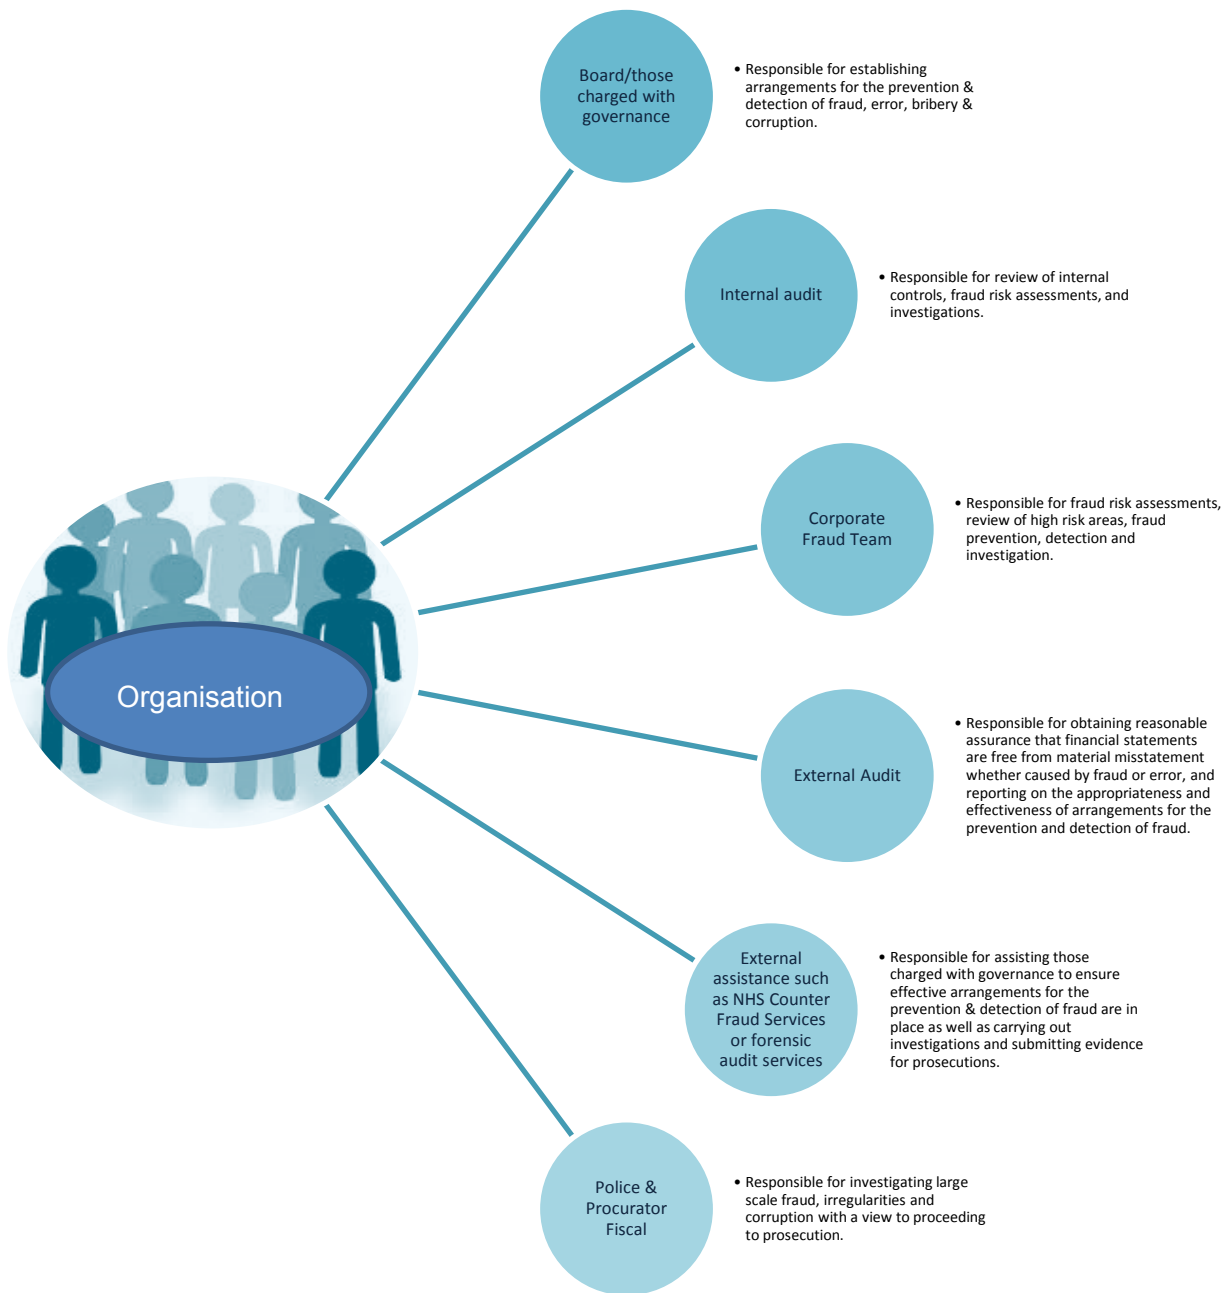 Board/those
charged with
governance
• Responsible for establishing
arrangements for the prevention &
detection of fraud, error, bribery &
corruption.
Internal audit
• Responsible for review of internal
controls, fraud risk assessments, and
investigations.
Corporate
Fraud Team
• Responsible for fraud risk assessments,
review of high risk areas, fraud
prevention, detection and
investigation.
Organisation
External Audit
• Responsible for obtaining reasonable
assurance that financial statements
are free from material misstatement
whether caused by fraud or error, and
reporting on the appropriateness and
effectiveness of arrangements for the
prevention and detection of fraud.
External
assistance such
as NHS Counter
Fraud Services
or forensic
audit services
• Responsible for assisting those
charged with governance to ensure
effective arrangements for the
prevention & detection of fraud are in
place as well as carrying out
investigations and submitting evidence
for prosecutions.
Police &
Procurator
Fiscal
• Responsible for investigating large
scale fraud, irregularities and
corruption with a view to proceeding
to prosecution.